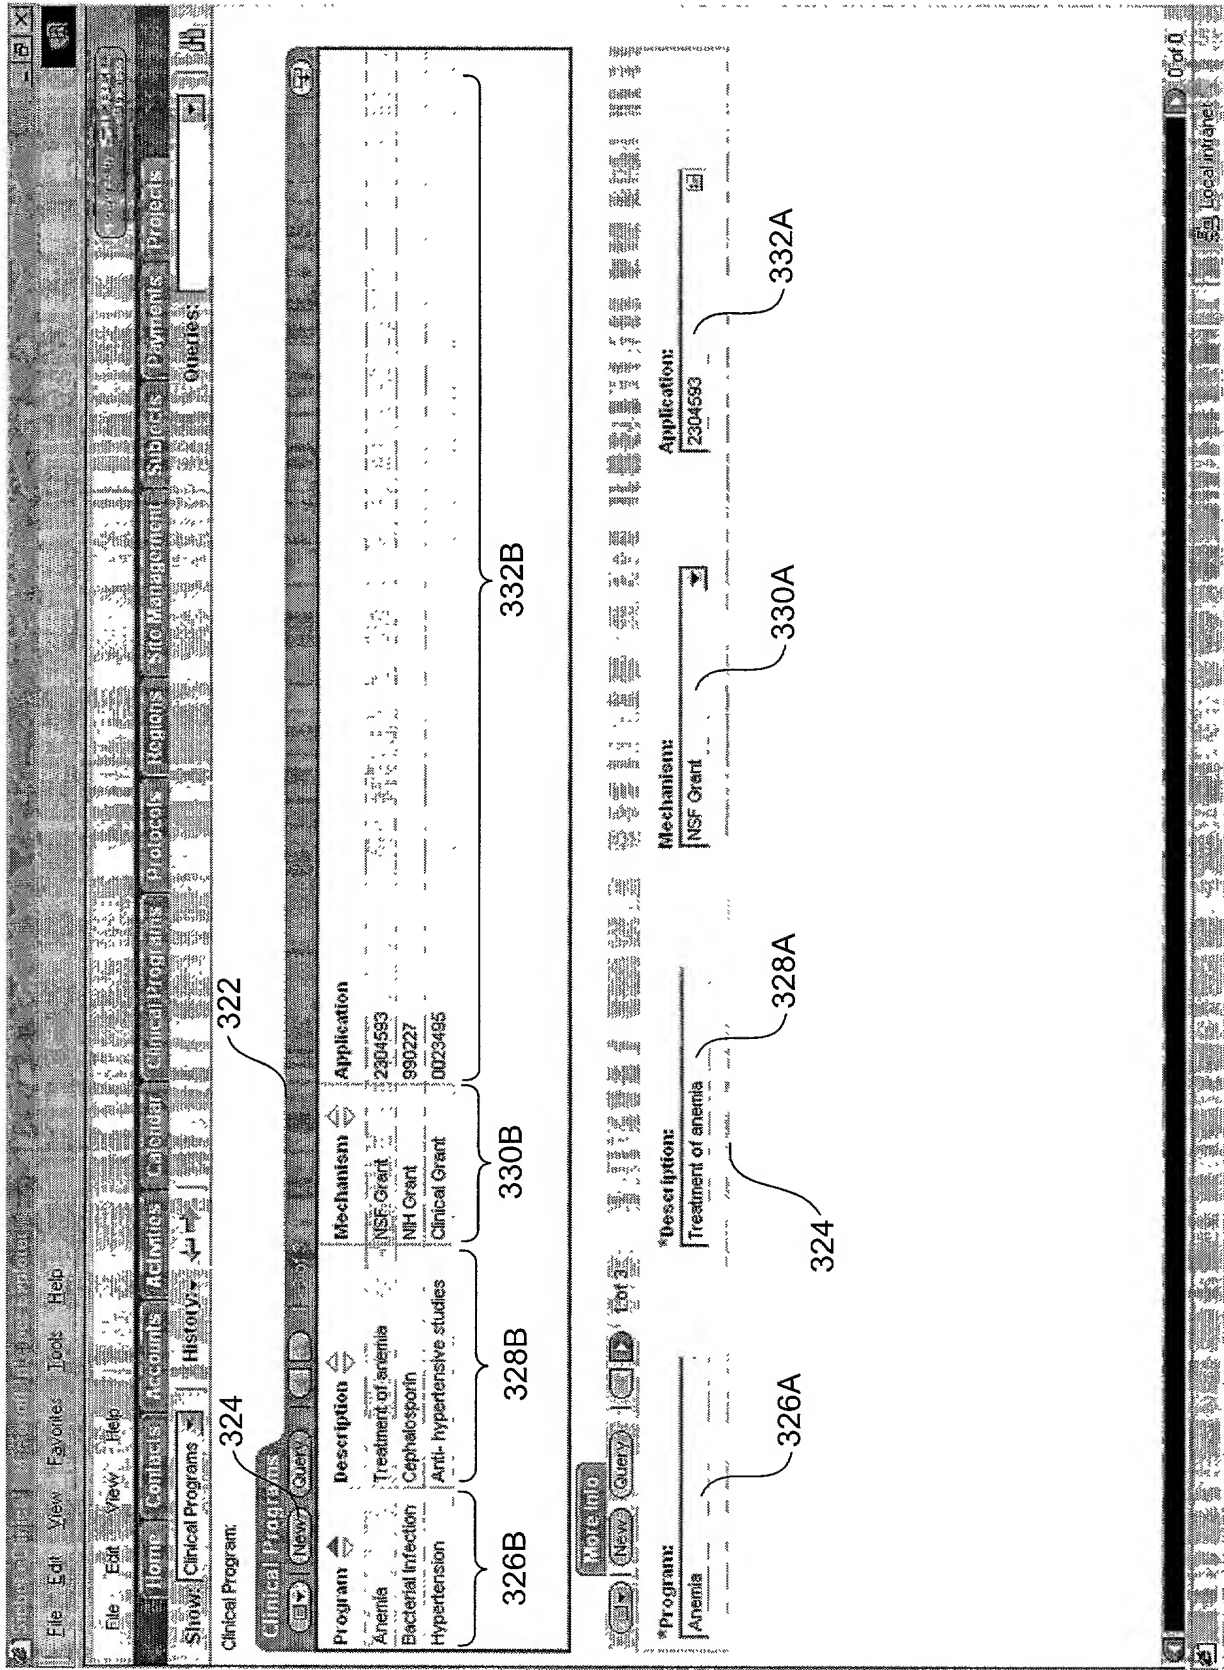 File Edit View Favorites Tools Help
File Edit View Help
Home Contacts Accounts Activities Calendar Clinical Programs Protocols Regions Site Management Subjects Payments Projects
Show: Clinical Programs History: Queries:
Clinical Program:
324
322
Clinical Programs
New Query
Program Description Mechanism Application
Anemia Treatment of anemia NSF Grant 2304593
Bacterial Infection Cephalosporin NIH Grant 990227
Hypertension Anti- hypertensive studies Clinical Grant 0023495
326B 328B 330B 332B
More Info
New Query 1 of 3
*Program: *Description: Mechanism: Application:
Anemia Treatment of anemia NSF Grant 2304593
326A 324 328A 330A 332A
0 of 0
Local intranet